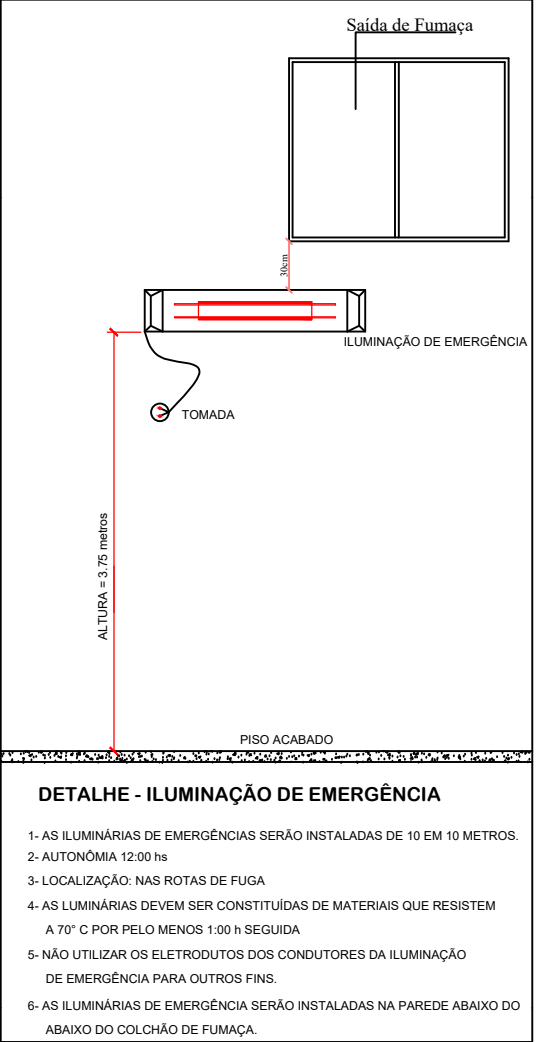 Saída de Fumaça
30cm
ILUMINAÇÃO DE EMERGÊNCIA
TOMADA
ALTURA = 3.75 metros
PISO ACABADO
DETALHE - ILUMINAÇÃO DE EMERGÊNCIA
1- AS ILUMINÁRIAS DE EMERGÊNCIAS SERÃO INSTALADAS DE 10 EM 10 METROS.
2- AUTONÔMIA 12:00 hs
3- LOCALIZAÇÃO: NAS ROTAS DE FUGA
4- AS LUMINÁRIAS DEVEM SER CONSTITUÍDAS DE MATERIAIS QUE RESISTEM
A 70° C POR PELO MENOS 1:00 h SEGUIDA
5- NÃO UTILIZAR OS ELETRODUTOS DOS CONDUTORES DA ILUMINAÇÃO
DE EMERGÊNCIA PARA OUTROS FINS.
6- AS ILUMINÁRIAS DE EMERGÊNCIA SERÃO INSTALADAS NA PAREDE ABAIXO DO
ABAIXO DO COLCHÃO DE FUMAÇA.